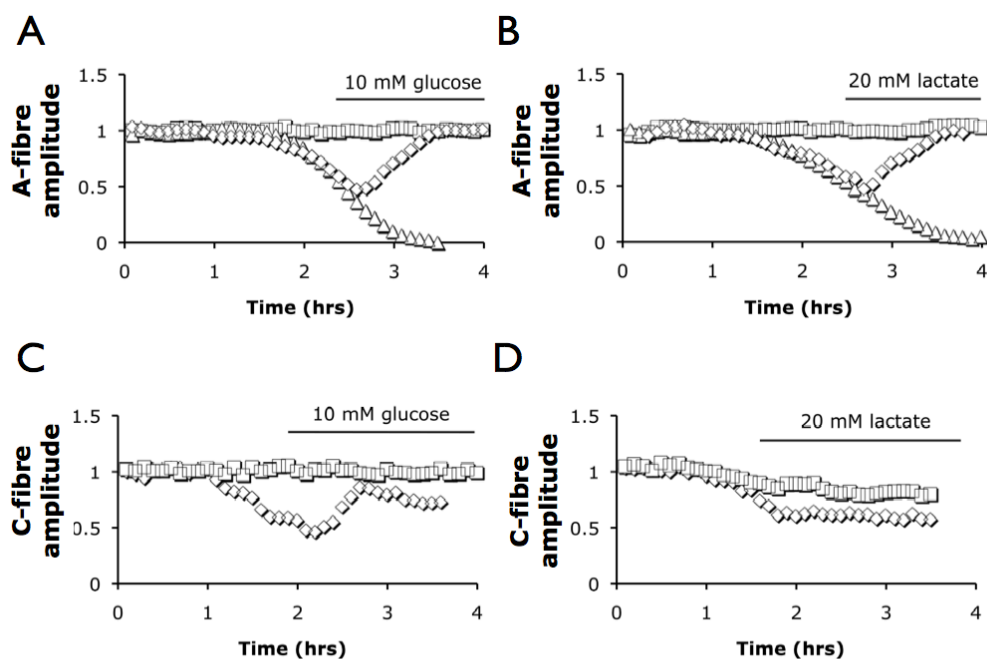 A
B
10 mM glucose
20 mM lactate
A-fibre
amplitude
1.5
1
0.5
0
0 1 2 3 4
Time (hrs)
A-fibre
amplitude
1.5
1
0.5
0
0 1 2 3 4
Time (hrs)
C
D
10 mM glucose
20 mM lactate
C-fibre
amplitude
1.5
1
0.5
0
0 1 2 3 4
Time (hrs)
C-fibre
amplitude
1.5
1
0.5
0
0 1 2 3 4
Time (hrs)